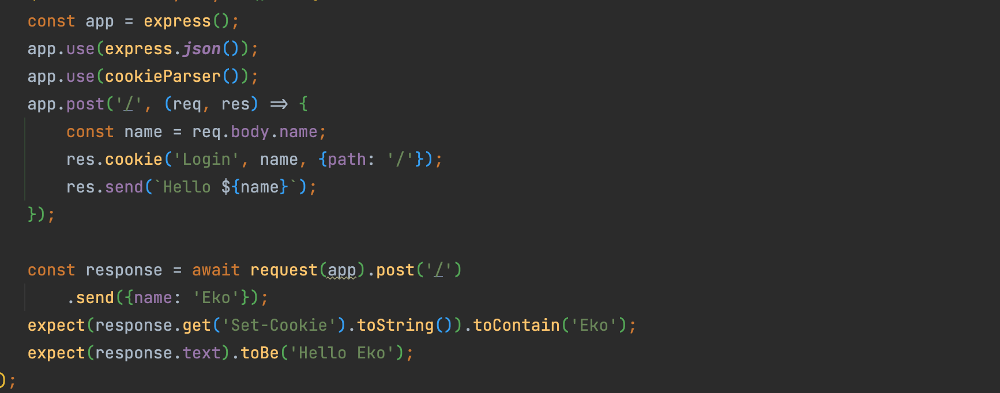 const app = express();
app.use(express.json());
app.use(cookieParser());
app.post('/', (req, res) => {
    const name = req.body.name;
    res.cookie('Login', name, {path: '/'});
    res.send(`Hello ${name}`);
});

const response = await request(app).post('/')
    .send({name: 'Eko'});
expect(response.get('Set-Cookie').toString()).toContain('Eko');
expect(response.text).toBe('Hello Eko');
);